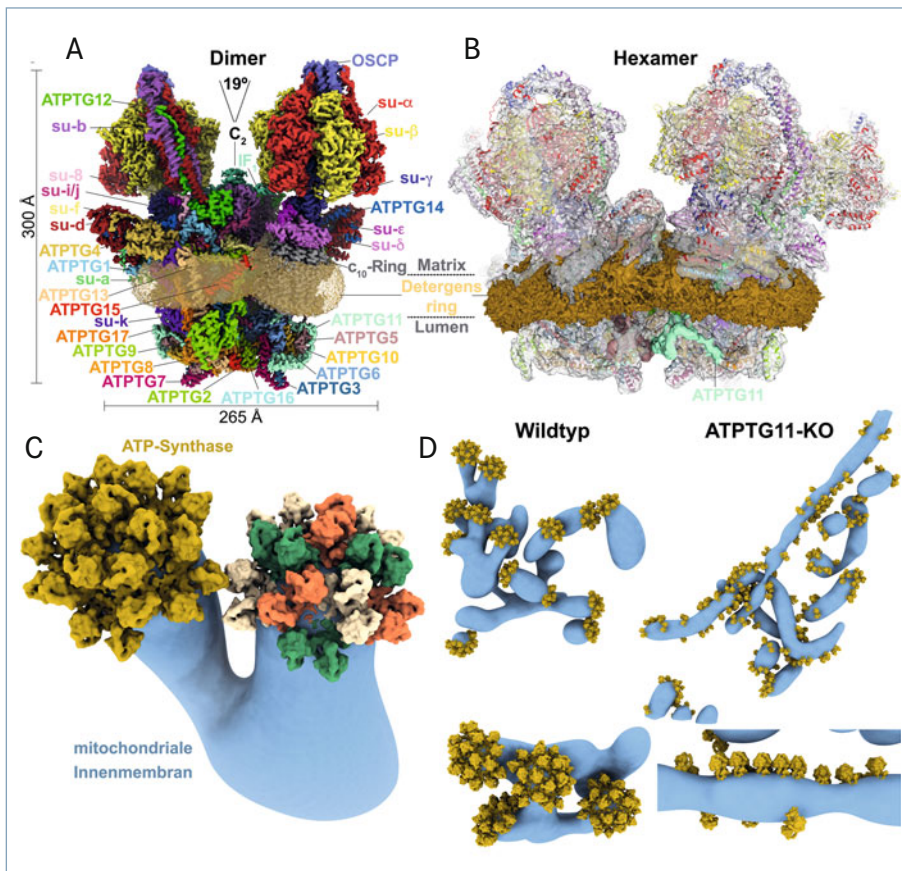 A
Dimer
19º
C₂
IF₁
OSCP
ATPTG12
su-b
su-8
su-i/j
su-f
su-d
ATPTG4
ATPTG1
su-a
ATPTG13
ATPTG15
su-k
ATPTG17
ATPTG9
ATPTG8
ATPTG7
ATPTG2
ATPTG16
su-α
su-β
su-γ
ATPTG14
su-ε
su-δ
c₁₀-Ring
ATPTG11
ATPTG5
ATPTG10
ATPTG6
ATPTG3
300 Å
265 Å
Matrix
Detergens
ring
Lumen
B
Hexamer
ATPTG11
C
ATP-Synthase
mitochondriale
Innenmembran
D
Wildtyp
ATPTG11-KO